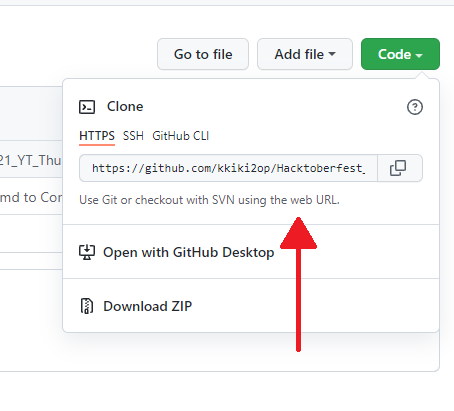 Go to file Add file Code
Clone
21_YT_Thu
HTTPS SSH GitHub CLI
https://github.com/kkiki2op/Hacktoberfest_
md to Cor
Use Git or checkout with SVN using the web URL.
Open with GitHub Desktop
Download ZIP